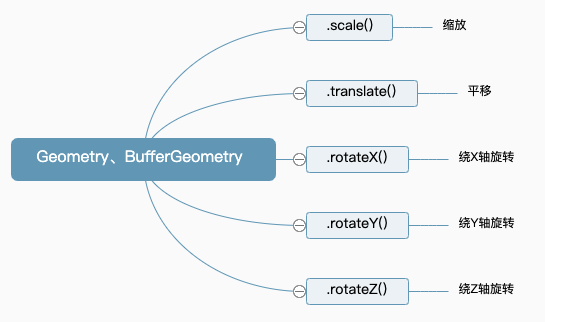 .scale()
缩放
.translate()
平移
Geometry、BufferGeometry
.rotateX()
绕X轴旋转
.rotateY()
绕Y轴旋转
.rotateZ()
绕Z轴旋转